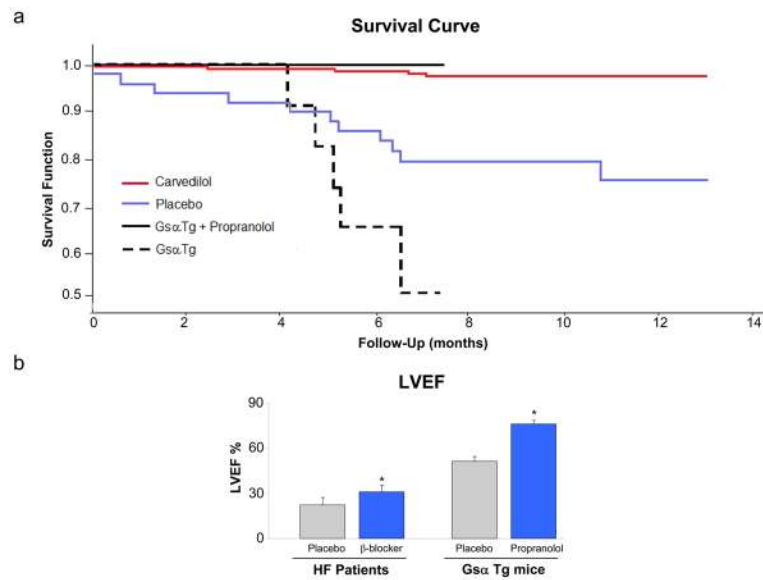 a
Survival Curve
1.0
0.9
0.8
0.7
0.6
0.5
Survival Function
Carvedilol
Placebo
GsαTg + Propranolol
GsαTg
0 2 4 6 8 10 12 14
Follow-Up (months)
b
LVEF
90
60
30
0
LVEF %
* *
Placebo β-blocker Placebo Propranolol
HF Patients Gsα Tg mice